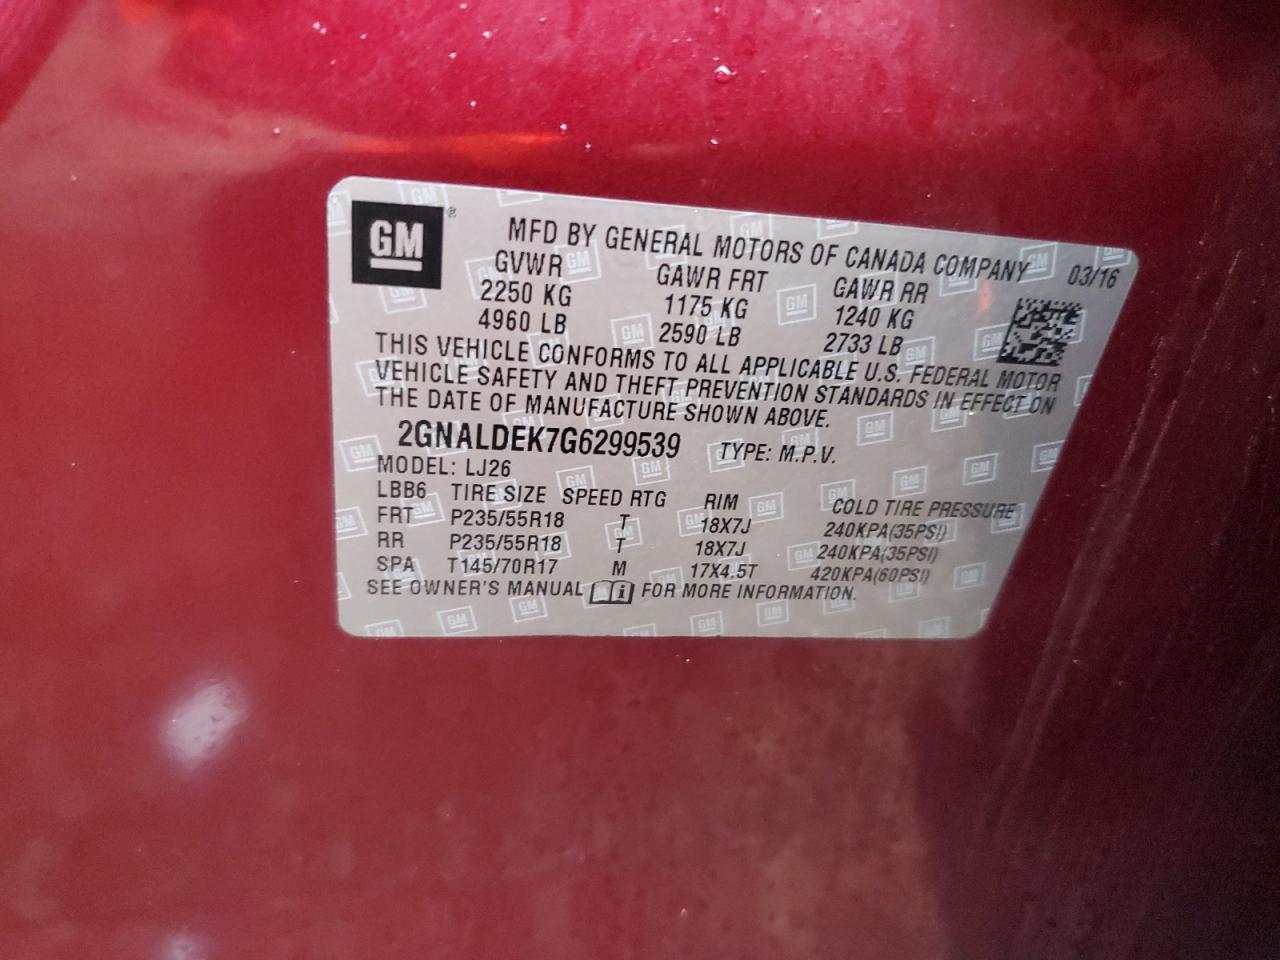 GM ®
MFD BY GENERAL MOTORS OF CANADA COMPANY
GVWR GAWR FRT GAWR RR 03/16
2250 KG 1175 KG 1240 KG
4960 LB 2590 LB 2733 LB
THIS VEHICLE CONFORMS TO ALL APPLICABLE U.S. FEDERAL MOTOR
VEHICLE SAFETY AND THEFT PREVENTION STANDARDS IN EFFECT ON
THE DATE OF MANUFACTURE SHOWN ABOVE.
2GNALDEK7G6299539 TYPE: M.P.V.
MODEL: LJ26
LBB6 TIRE SIZE SPEED RTG RIM COLD TIRE PRESSURE
FRT P235/55R18 T 18X7J 240KPA(35PSI)
RR P235/55R18 T 18X7J 240KPA(35PSI)
SPA T145/70R17 M 17X4.5T 420KPA(60PSI)
SEE OWNER'S MANUAL i FOR MORE INFORMATION.